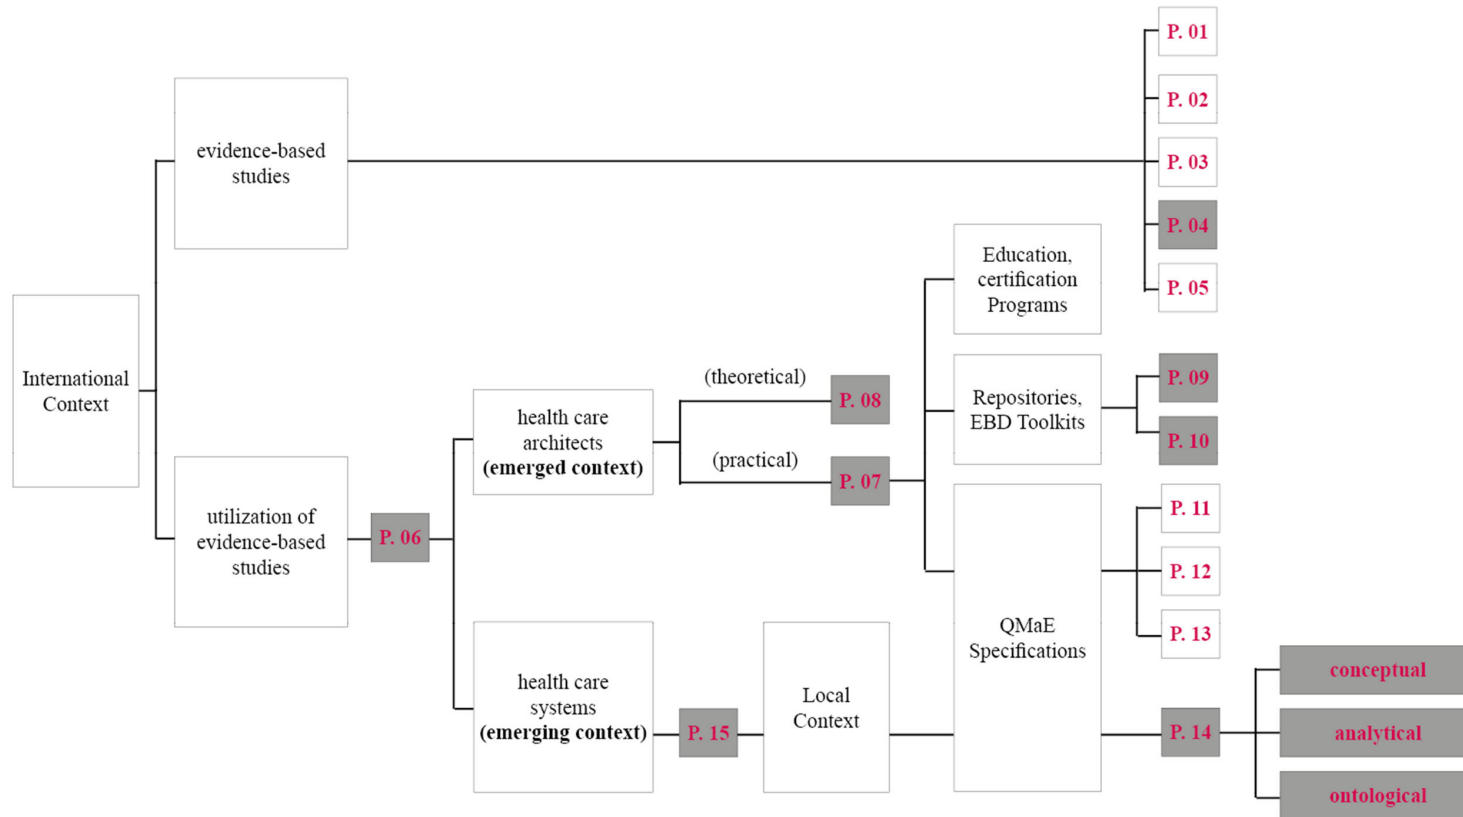 International
Context
evidence-based
studies
utilization of
evidence-based
studies
P. 06
health care
architects
(emerged context)
health care
systems
(emerging context)
(theoretical)
(practical)
P. 08
P. 07
P. 15
Local
Context
Education,
certification
Programs
Repositories,
EBD Toolkits
QMaE
Specifications
P. 01
P. 02
P. 03
P. 04
P. 05
P. 09
P. 10
P. 11
P. 12
P. 13
P. 14
conceptual
analytical
ontological